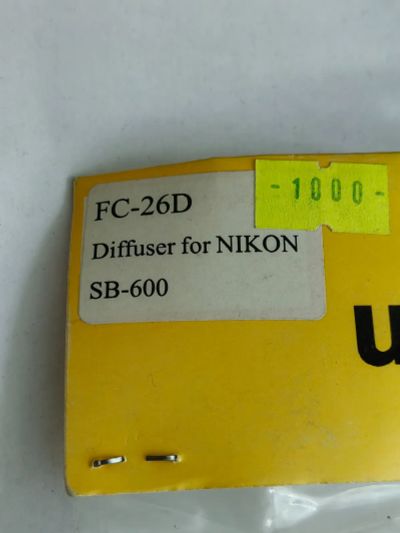 FC-26D
-1000-
Diffuser for NIKON
SB-600
u